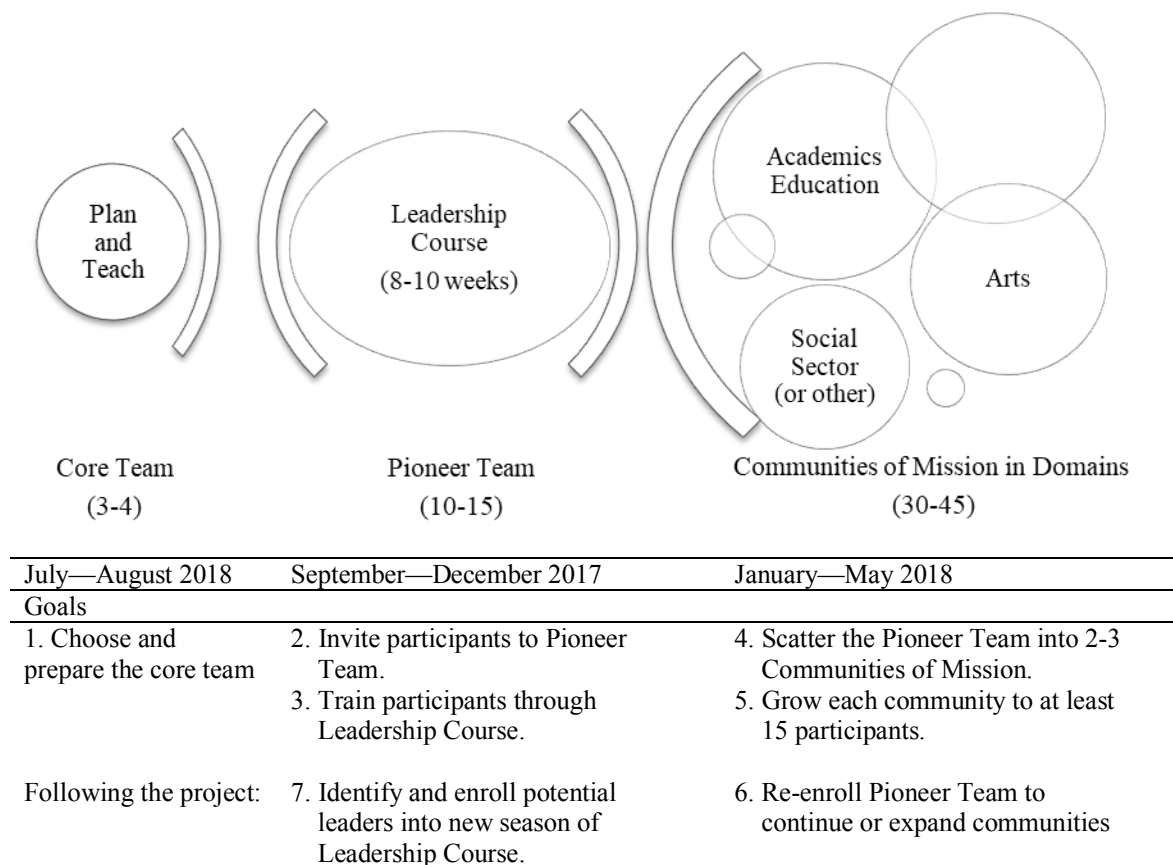 Plan
and
Teach
Leadership
Course
(8-10 weeks)
Academics
Education
Arts
Social
Sector
(or other)
Core Team
(3-4)
Pioneer Team
(10-15)
Communities of Mission in Domains
(30-45)
July—August 2018 September—December 2017 January—May 2018
Goals
1. Choose and
prepare the core team
2. Invite participants to Pioneer
Team.
3. Train participants through
Leadership Course.
4. Scatter the Pioneer Team into 2-3
Communities of Mission.
5. Grow each community to at least
15 participants.
Following the project:
7. Identify and enroll potential
leaders into new season of
Leadership Course.
6. Re-enroll Pioneer Team to
continue or expand communities